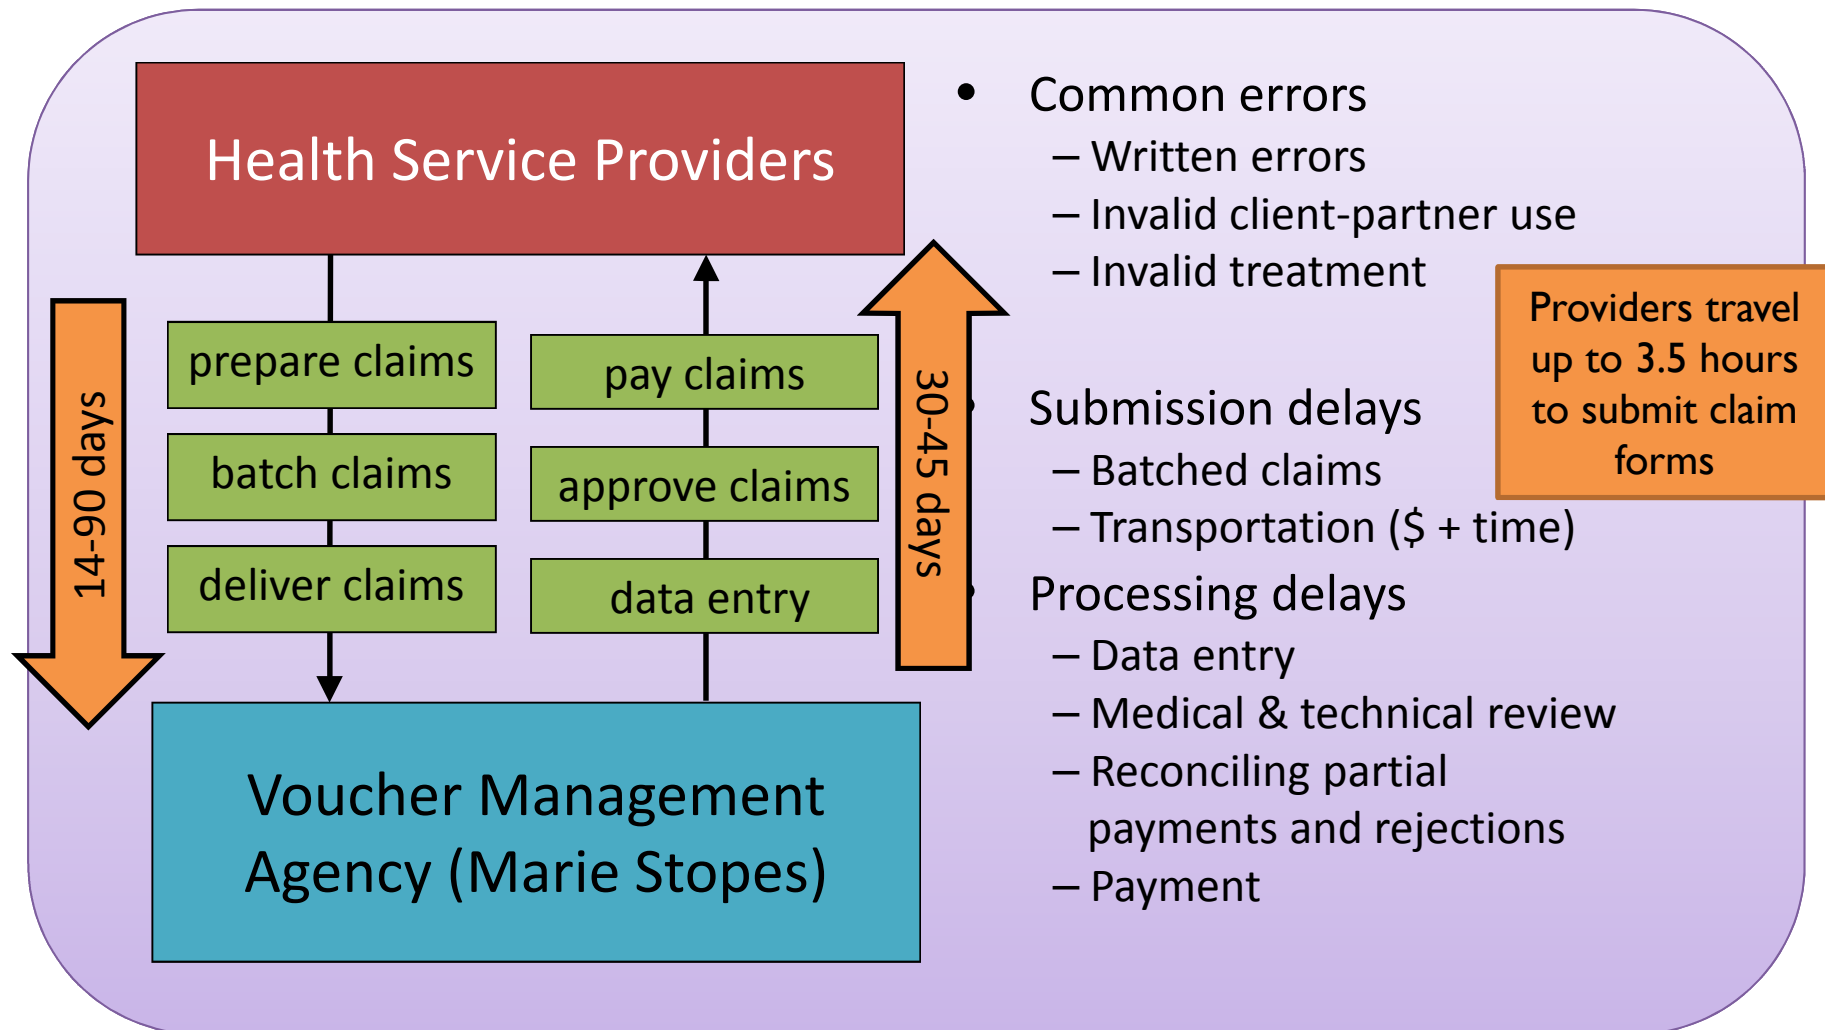 Health Service Providers
14-90 days
prepare claims
batch claims
deliver claims
pay claims
approve claims
data entry
30-45 days
Voucher Management
Agency (Marie Stopes)
• Common errors
– Written errors
– Invalid client-partner use
– Invalid treatment
• Submission delays
– Batched claims
– Transportation ($ + time)
• Processing delays
– Data entry
– Medical & technical review
– Reconciling partial
payments and rejections
– Payment
Providers travel
up to 3.5 hours
to submit claim
forms